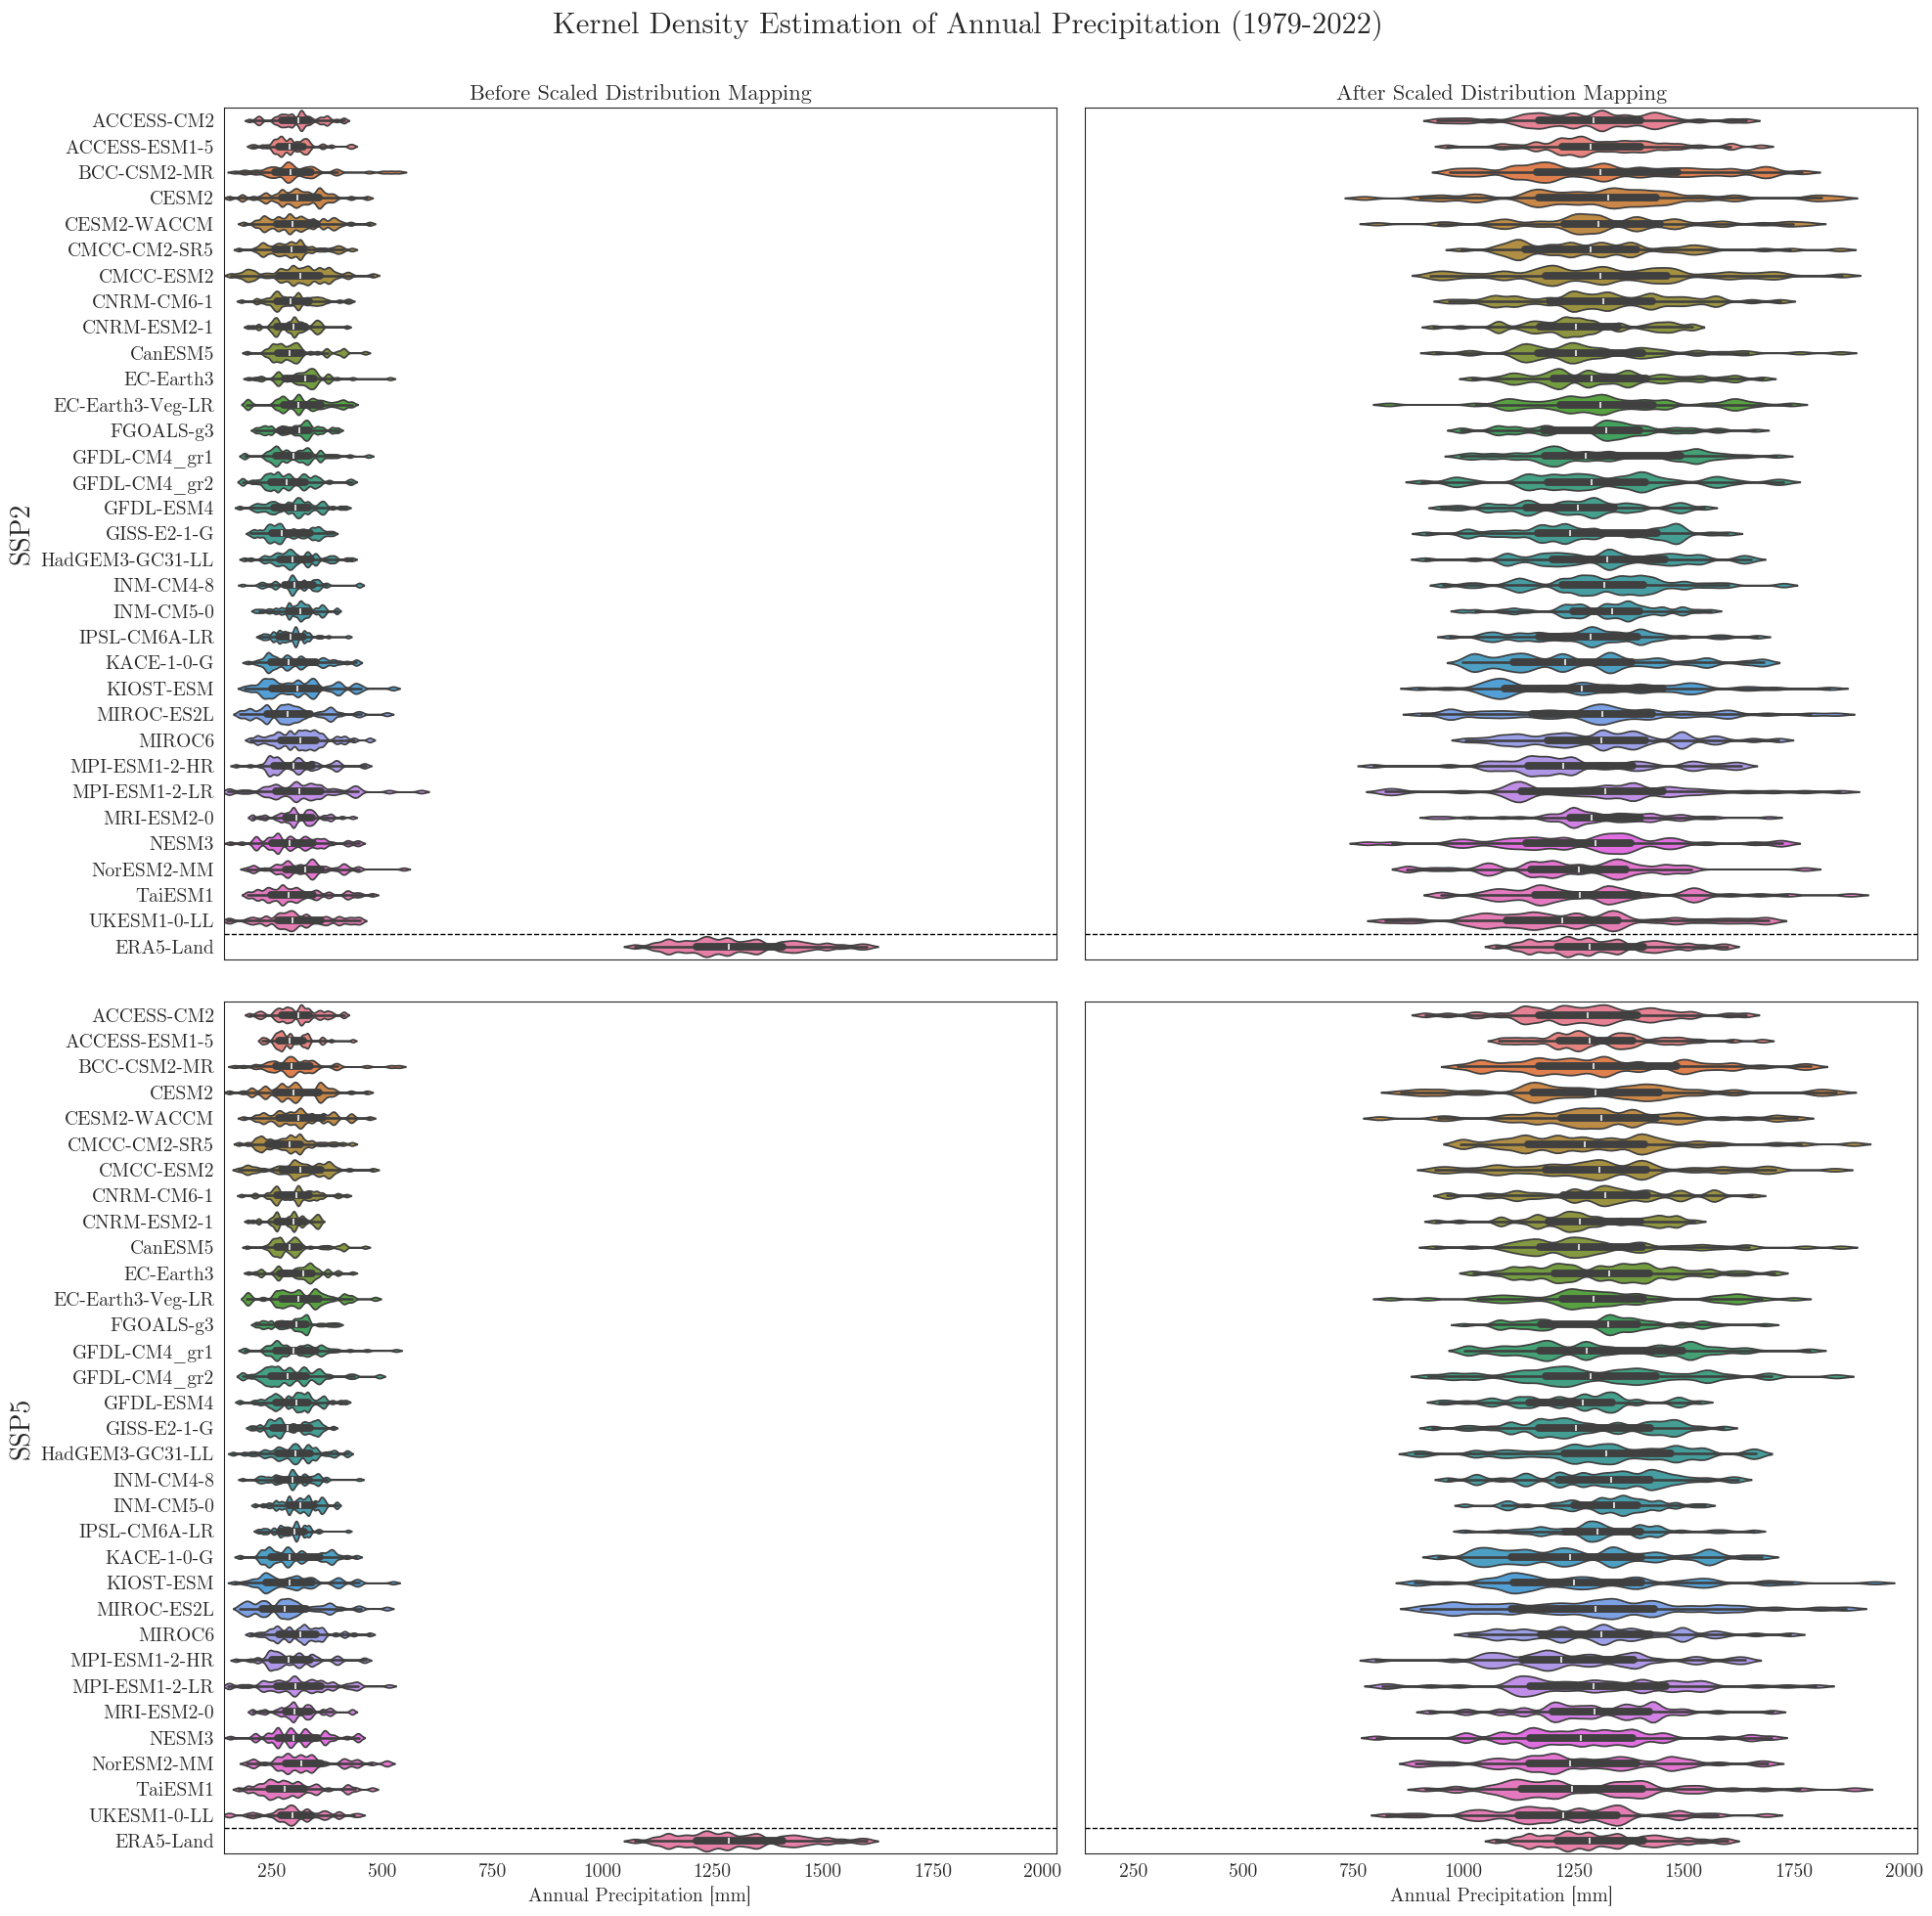 Kernel Density Estimation of Annual Precipitation (1979-2022)
Before Scaled Distribution Mapping
After Scaled Distribution Mapping
SSP2
ACCESS-CM2
ACCESS-ESM1-5
BCC-CSM2-MR
CESM2
CESM2-WACCM
CMCC-CM2-SR5
CMCC-ESM2
CNRM-CM6-1
CNRM-ESM2-1
CanESM5
EC-Earth3
EC-Earth3-Veg-LR
FGOALS-g3
GFDL-CM4_gr1
GFDL-CM4_gr2
GFDL-ESM4
GISS-E2-1-G
HadGEM3-GC31-LL
INM-CM4-8
INM-CM5-0
IPSL-CM6A-LR
KACE-1-0-G
KIOST-ESM
MIROC-ES2L
MIROC6
MPI-ESM1-2-HR
MPI-ESM1-2-LR
MRI-ESM2-0
NESM3
NorESM2-MM
TaiESM1
UKESM1-0-LL
ERA5-Land
SSP5
ACCESS-CM2
ACCESS-ESM1-5
BCC-CSM2-MR
CESM2
CESM2-WACCM
CMCC-CM2-SR5
CMCC-ESM2
CNRM-CM6-1
CNRM-ESM2-1
CanESM5
EC-Earth3
EC-Earth3-Veg-LR
FGOALS-g3
GFDL-CM4_gr1
GFDL-CM4_gr2
GFDL-ESM4
GISS-E2-1-G
HadGEM3-GC31-LL
INM-CM4-8
INM-CM5-0
IPSL-CM6A-LR
KACE-1-0-G
KIOST-ESM
MIROC-ES2L
MIROC6
MPI-ESM1-2-HR
MPI-ESM1-2-LR
MRI-ESM2-0
NESM3
NorESM2-MM
TaiESM1
UKESM1-0-LL
ERA5-Land
250 500 750 1000 1250 1500 1750 2000
Annual Precipitation [mm]
250 500 750 1000 1250 1500 1750 2000
Annual Precipitation [mm]